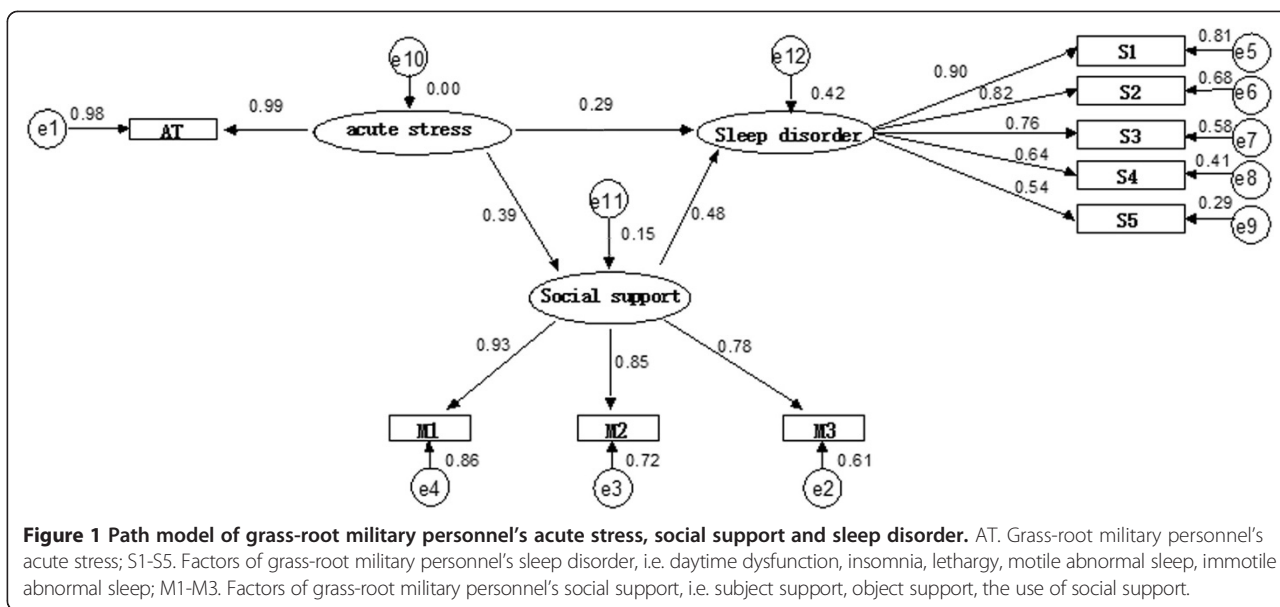 e10
e12
S1
0.81
e5
0.00
0.42
0.90
0.82
S2
0.68
e6
e1
0.98
AT
0.99
acute stress
0.29
Sleep disorder
0.76
S3
0.58
e7
0.64
S4
0.41
e8
0.54
S5
0.29
e9
0.39
e11
0.15
0.48
Social support
0.93
0.85
0.78
M1
M2
M3
0.86
0.72
0.61
e4
e3
e2
Figure 1 Path model of grass-root military personnel's acute stress, social support and sleep disorder. AT. Grass-root military personnel's
acute stress; S1-S5. Factors of grass-root military personnel's sleep disorder, i.e. daytime dysfunction, insomnia, lethargy, motile abnormal sleep, immotile
abnormal sleep; M1-M3. Factors of grass-root military personnel's social support, i.e. subject support, object support, the use of social support.